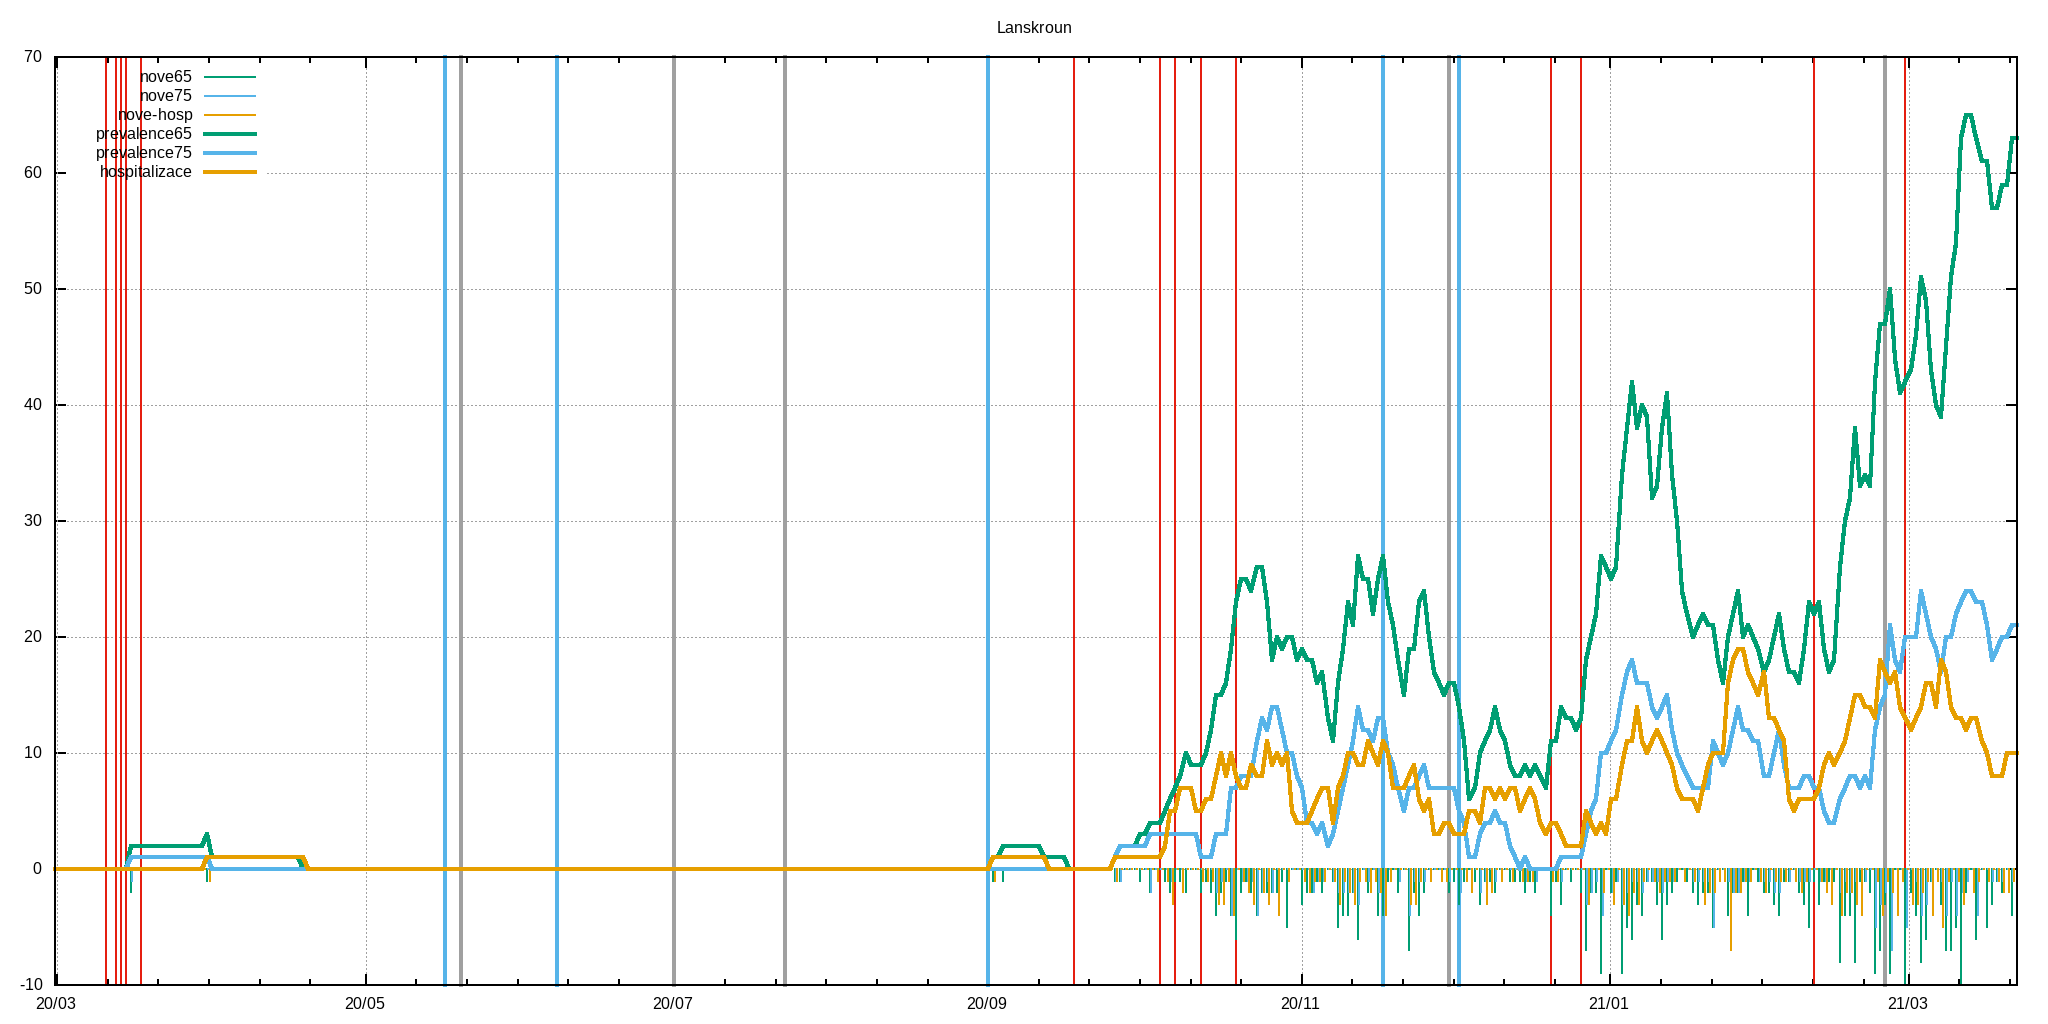 Lanskroun
70
nove65
nove75
nove-hosp
prevalence65
prevalence75
hospitalizace
60
50
40
30
20
10
0
-10
20/03 20/05 20/07 20/09 20/11 21/01 21/03